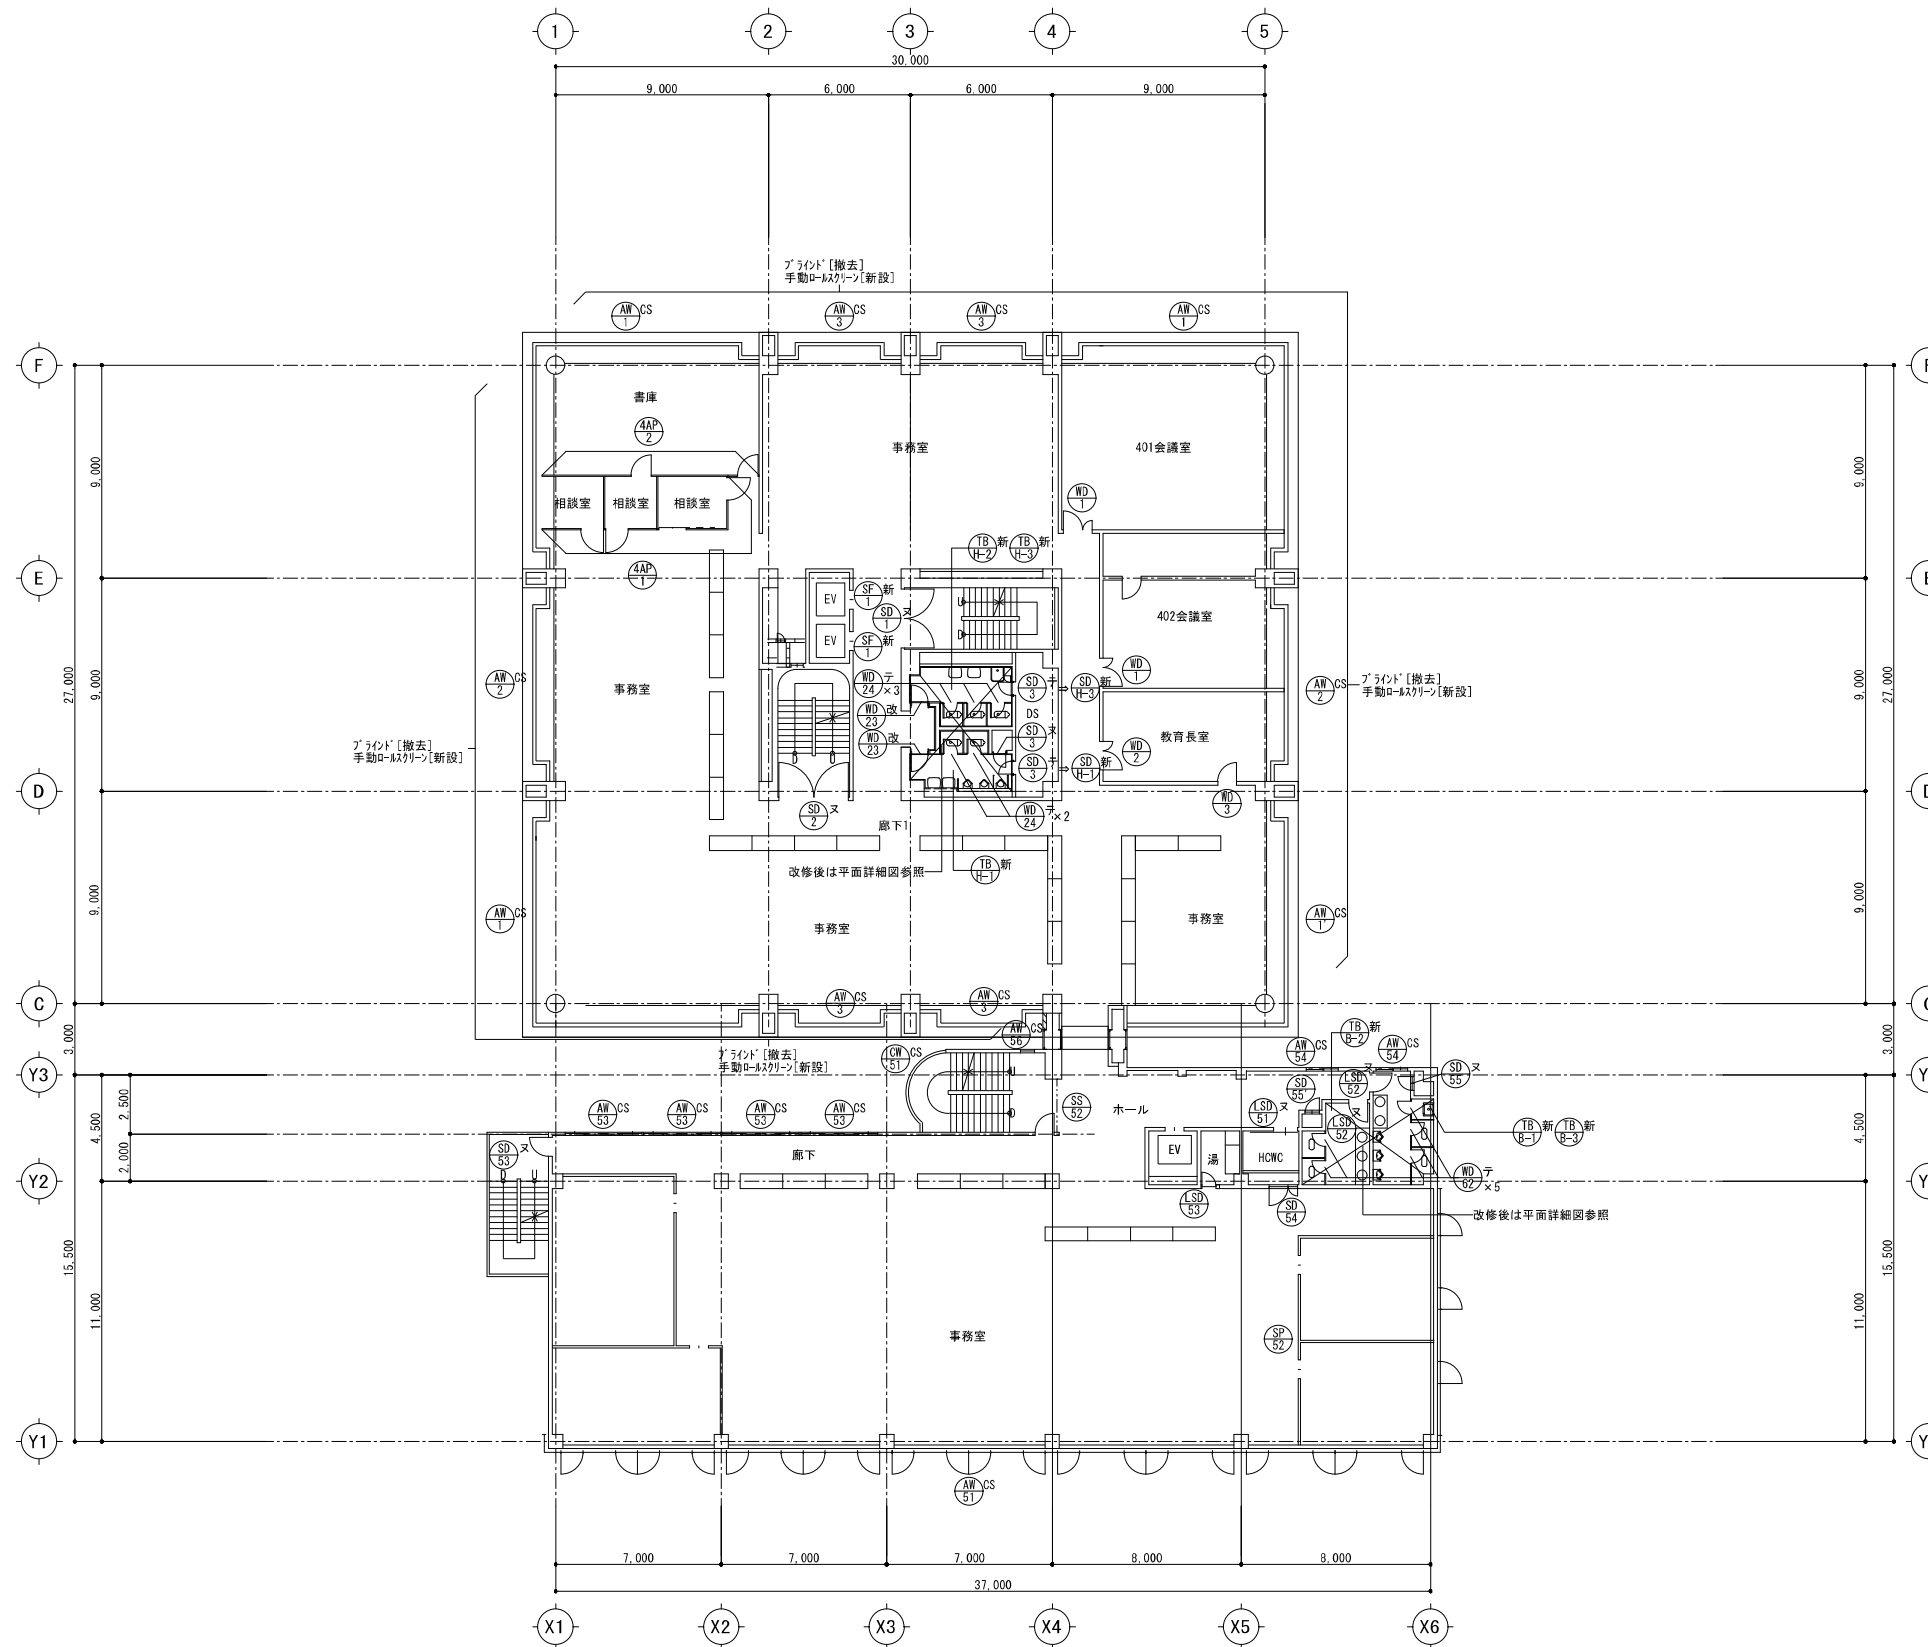 1
2
3
4
5
30,000
9,000
6,000
6,000
9,000
ブラインド[撤去]
手動ロールスクリーン[新設]
AW CS
1
AW CS
3
AW CS
3
AW CS
1
F
F
書庫
4AP
2
事務室
401会議室
9,000
9,000
WD
1
相談室
相談室
相談室
TB 新
H-2
TB 新
H-3
E
E
4AP
1
EV
SF 新
1
SD ヌ
1
U
D
402会議室
EV
SF 新
1
27,000
9,000
AW CS
2
事務室
WD テ
24 ×3
SD テ
3
⇒
SD 新
H-3
WD
1
AW CS
2
ブラインド[撤去]
手動ロールスクリーン[新設]
9,000
27,000
WD 改
23
DS
ブラインド[撤去]
手動ロールスクリーン[新設]
WD 改
23
SD ヌ
3
教育長室
WD
2
D
U
SD テ
3
⇒
SD 新
H-1
D
D
SD ヌ
2
廊下1
WD テ
24 ×2
WD
3
改修後は平面詳細図参照
TB 新
H-1
9,000
9,000
AW CS
1
事務室
事務室
AW CS
1'
C
C
AW CS
3
AW CS
3
3,000
3,000
ブラインド[撤去]
手動ロールスクリーン[新設]
CW CS
51
AW CS
56
TB 新
B-2
AW CS
54
AW CS
54
Y3
Y
U
D
SD ヌ
55
SD
55'
LSD ヌ
52
2,500
4,500
2,000
AW CS
53
AW CS
53
AW CS
53
AW CS
53
SS
52
ホール
LSD ヌ
51
LSD ヌ
52
TB 新
B-1
TB
B-3
4,500
SD ヌ
53
廊下
EV
湯
HCWC
WD テ
62 ×5
Y2
Y
D
U
LSD
53
SD
54
改修後は平面詳細図参照
15,500
11,000
事務室
SP
52
15,500
11,000
Y1
Y
AW CS
51
7,000
7,000
7,000
8,000
8,000
37,000
X1
X2
X3
X4
X5
X6